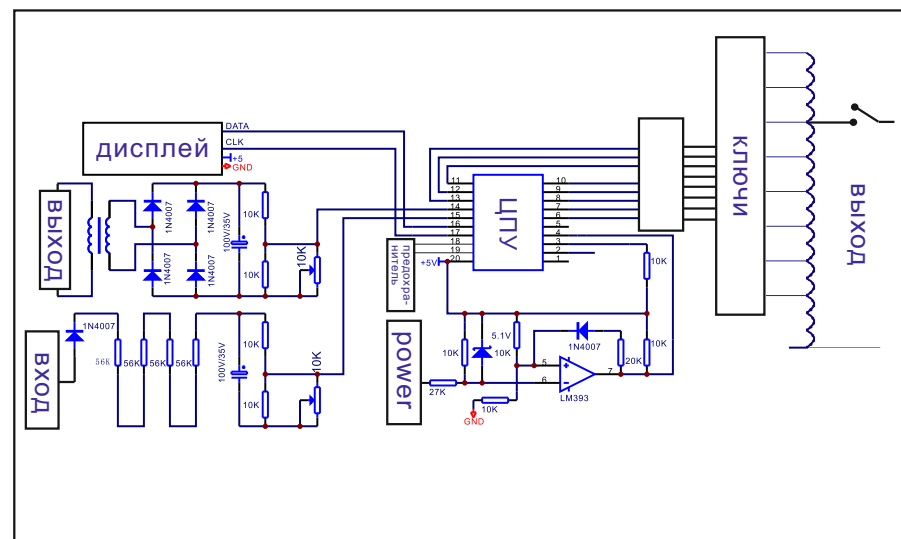 DATA
CLK
+5
GND
дисплей
ВЫХОД
1N4007
1N4007
1N4007
1N4007
100V/35V
10K
10K
10K
ВХОД
1N4007
56K
56K
56K
56K
100V/35V
10K
10K
10K
11
12
13
14
15
16
17
18
19
20
ЦПУ
10
9
8
7
6
5
4
3
2
1
предохра-
нитель
+5V
power
27K
10K
10K
5.1V
10K
GND
1N4007
5
6
7
LM393
20K
10K
10K
КЛЮЧИ
ВЫХОД